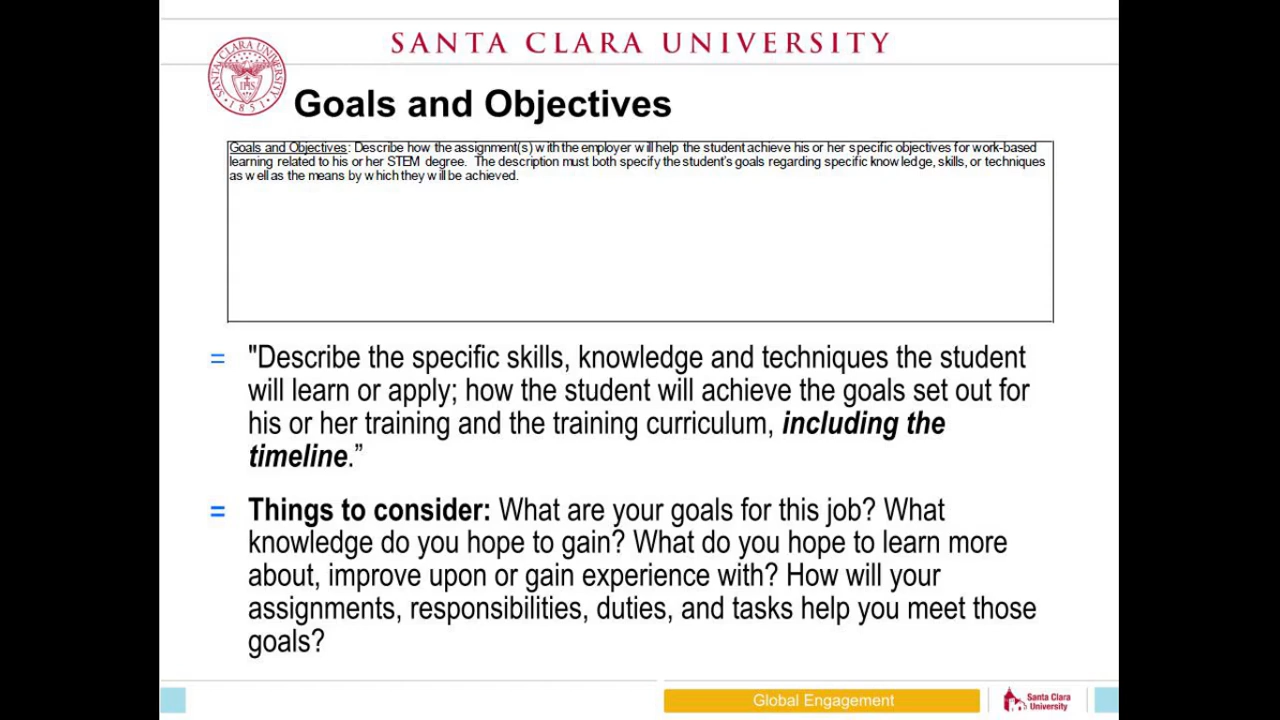 SANTA CLARA UNIVERSITY
SANTA CLARA UNIVERSITY
IHS
1851
Goals and Objectives
Goals and Objectives: Describe how the assignment(s) with the employer will help the student achieve his or her specific objectives for work-based
learning related to his or her STEM degree. The description must both specify the student's goals regarding specific knowledge, skills, or techniques
as well as the means by which they will be achieved.
= "Describe the specific skills, knowledge and techniques the student
will learn or apply; how the student will achieve the goals set out for
his or her training and the training curriculum, including the
timeline.”
= Things to consider: What are your goals for this job? What
knowledge do you hope to gain? What do you hope to learn more
about, improve upon or gain experience with? How will your
assignments, responsibilities, duties, and tasks help you meet those
goals?
Global Engagement
Santa Clara
University